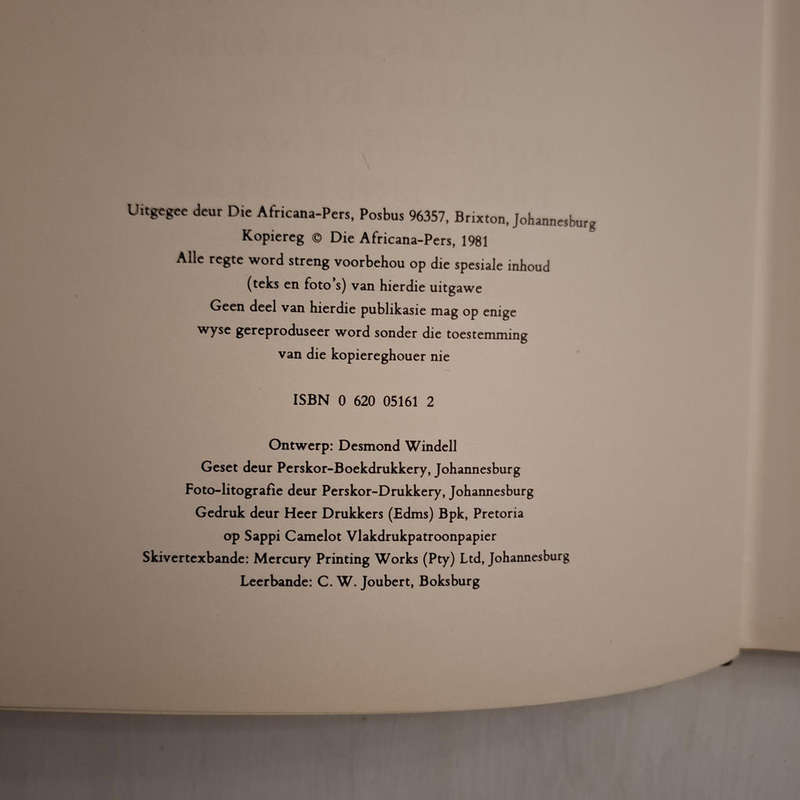 Uitgegee deur Die Africana-Pers, Posbus 96357, Brixton, Johannesburg
Kopiereg © Die Africana-Pers, 1981
Alle regte word streng voorbehou op die spesiale inhoud
(teks en foto's) van hierdie uitgawe
Geen deel van hierdie publikasie mag op enige
wyse gereproduseer word sonder die toestemming
van die kopiereghouer nie
ISBN 0 620 05161 2
Ontwerp: Desmond Windell
Geset deur Perskor-Boekdrukkery, Johannesburg
Foto-litografie deur Perskor-Drukkery, Johannesburg
Gedruk deur Heer Drukkers (Edms) Bpk, Pretoria
op Sappi Camelot Vlakdrukpatroonpapier
Skivertexbande: Mercury Printing Works (Pty) Ltd, Johannesburg
Leerbande: C. W. Joubert, Boksburg